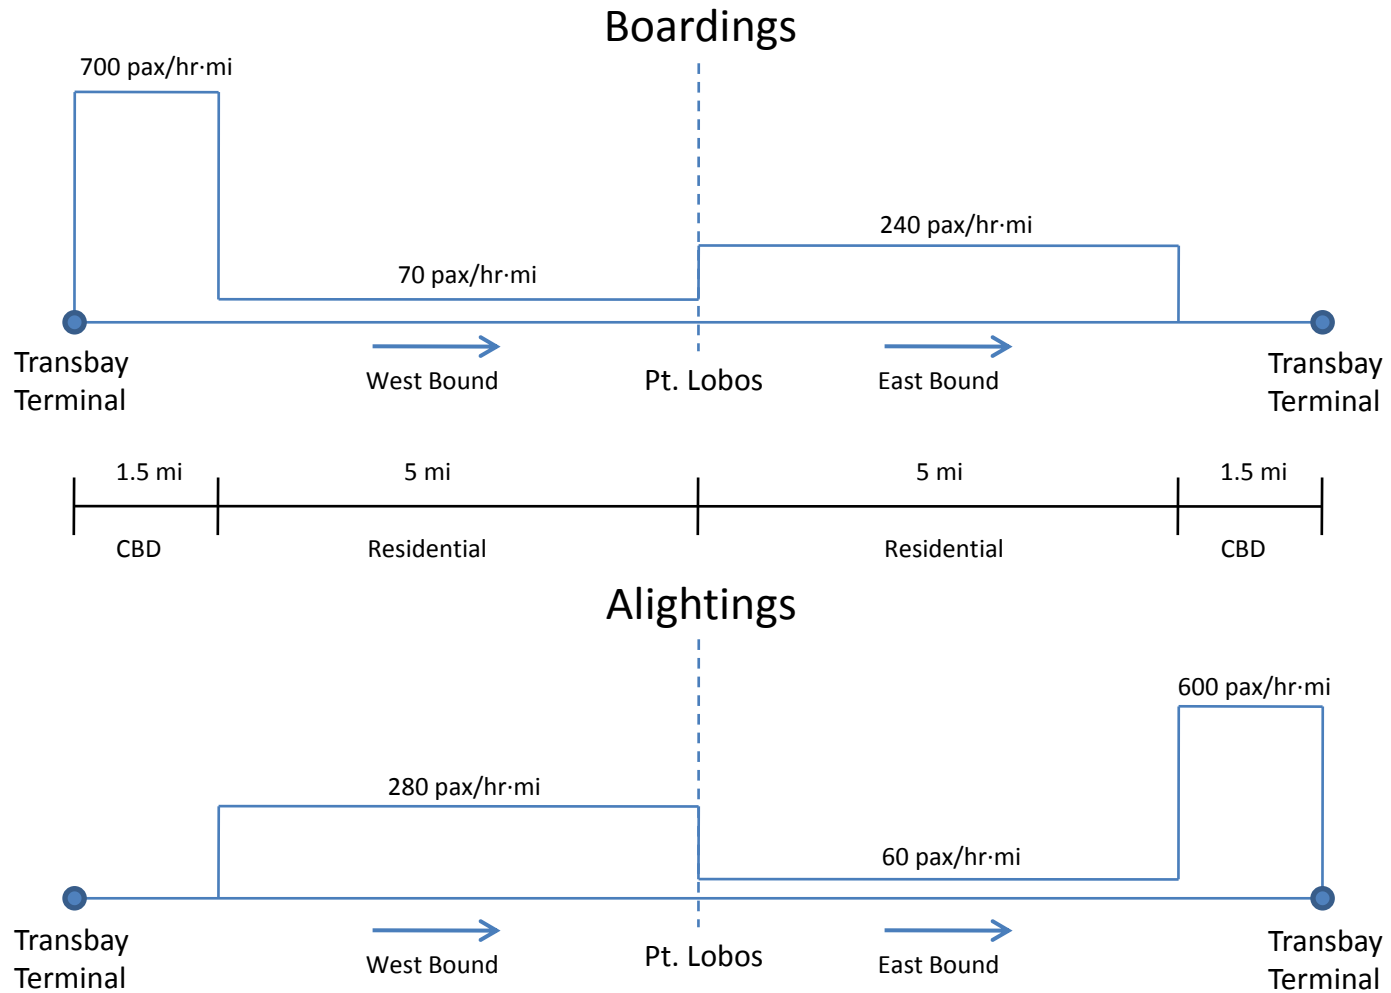 Boardings
700 pax/hr·mi
240 pax/hr·mi
70 pax/hr·mi
Transbay
Terminal
West Bound
Pt. Lobos
East Bound
Transbay
Terminal
1.5 mi
5 mi
5 mi
1.5 mi
CBD
Residential
Residential
CBD
Alightings
600 pax/hr·mi
280 pax/hr·mi
60 pax/hr·mi
Transbay
Terminal
West Bound
Pt. Lobos
East Bound
Transbay
Terminal